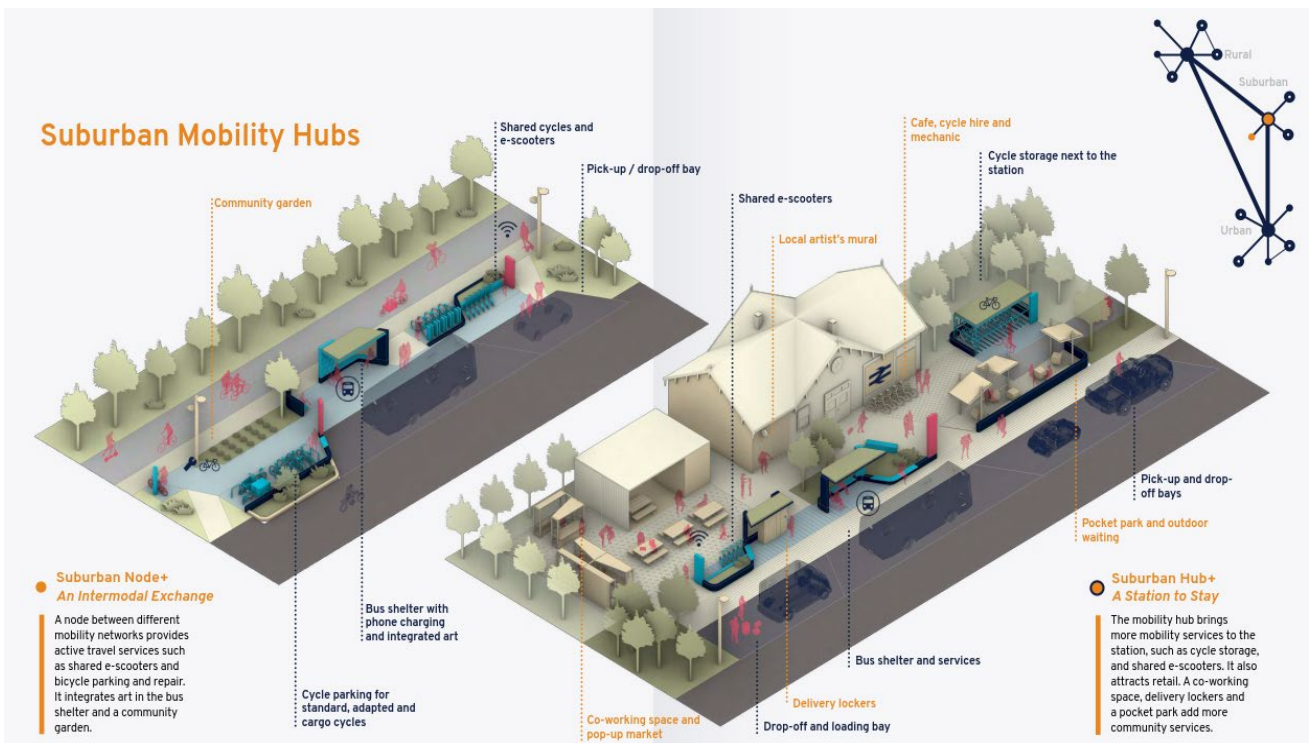 Suburban Mobility Hubs
Community garden
Shared cycles and
e-scooters
Pick-up / drop-off bay
Shared e-scooters
Local artist's mural
Cafe, cycle hire and
mechanic
Cycle storage next to the
station
Rural
Suburban
Urban
Pick-up and drop-
off bays
Pocket park and outdoor
waiting
Suburban Node+
An Intermodal Exchange
A node between different
mobility networks provides
active travel services such
as shared e-scooters and
bicycle parking and repair.
It integrates art in the bus
shelter and a community
garden.
Bus shelter with
phone charging
and integrated art
Cycle parking for
standard, adapted and
cargo cycles
Co-working space and
pop-up market
Drop-off and loading bay
Delivery lockers
Bus shelter and services
Suburban Hub+
A Station to Stay
The mobility hub brings
more mobility services to the
station, such as cycle storage,
and shared e-scooters. It also
attracts retail. A co-working
space, delivery lockers and
a pocket park add more
community services.